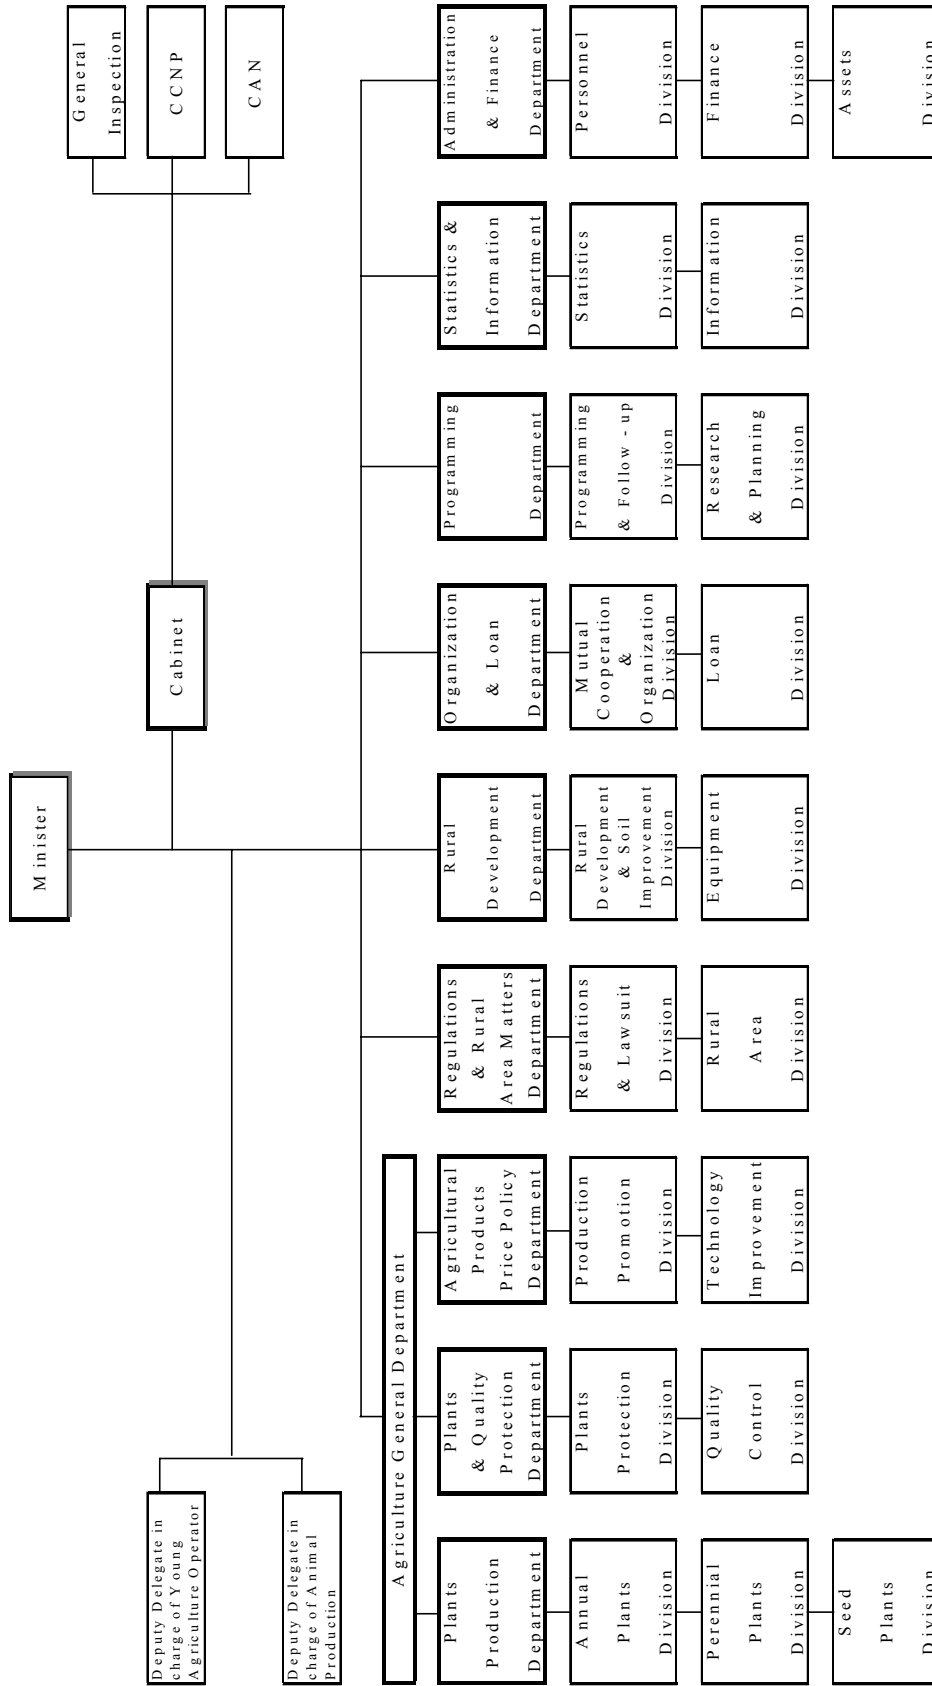 Minister
General
Inspection
Cabinet
CCNP
CAN
Deputy Delegate in
charge of Young
Agriculture Operator
Deputy Delegate in
charge of Animal
Production
Agriculture General Department
Plants
Production
Department
Annual
Plants
Division
Perennial
Plants
Division
Seed
Plants
Division
Plants
& Quality
Protection
Department
Plants
Protection
Division
Quality
Control
Division
Agricultural
Products
Price Policy
Department
Production
Promotion
Division
Technology
Improvement
Division
Regulations
& Rural
Area Matters
Department
Regulations
& Lawsuit
Division
Rural
Area
Division
Rural
Development
Department
Rural
Development
& Soil
Improvement
Division
Equipment
Division
Organization
& Loan
Department
Mutual
Cooperation
&
Organization
Division
Loan
Division
Programming
Department
Programming
& Follow - up
Division
Research
& Planning
Division
Statistics &
Information
Department
Statistics
Division
Information
Division
Administration
& Finance
Department
Personnel
Division
Finance
Division
Assets
Division